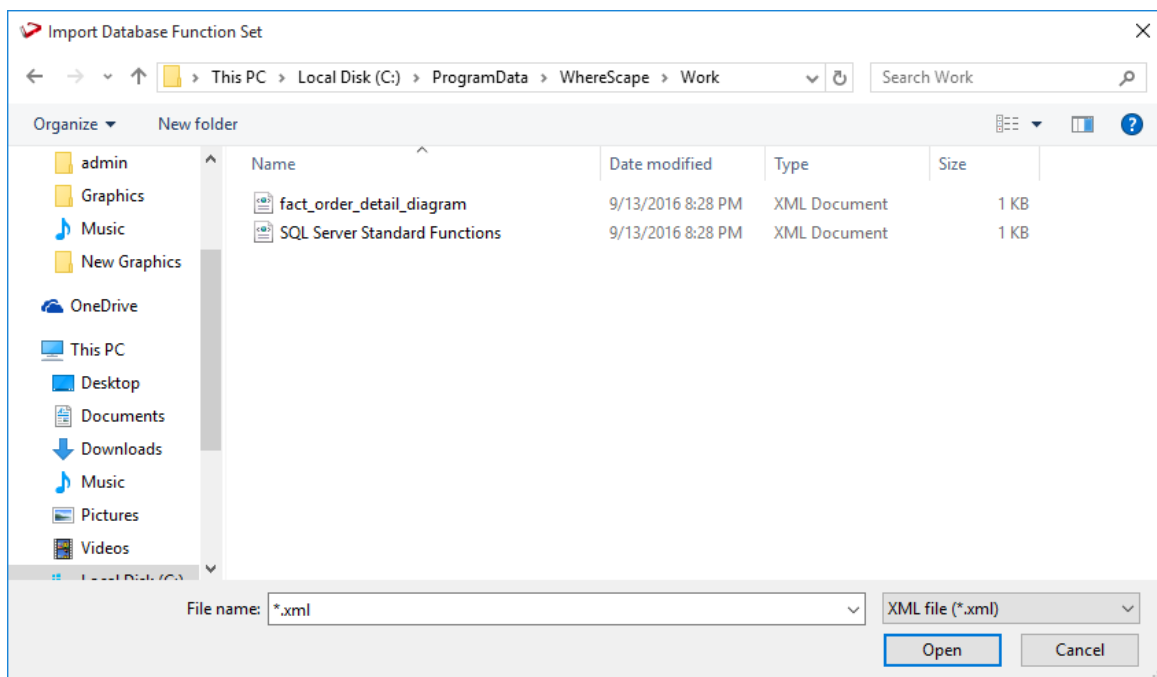 Import Database Function Set
This PC > Local Disk (C:) > ProgramData > WhereScape > Work
Search Work
Organize
New folder
admin
Graphics
Music
New Graphics
OneDrive
This PC
Desktop
Documents
Downloads
Music
Pictures
Videos
Local Disk (C:)
Name Date modified Type Size
fact_order_detail_diagram 9/13/2016 8:28 PM XML Document 1 KB
SQL Server Standard Functions 9/13/2016 8:28 PM XML Document 1 KB
File name: *.xml XML file (*.xml)
Open Cancel